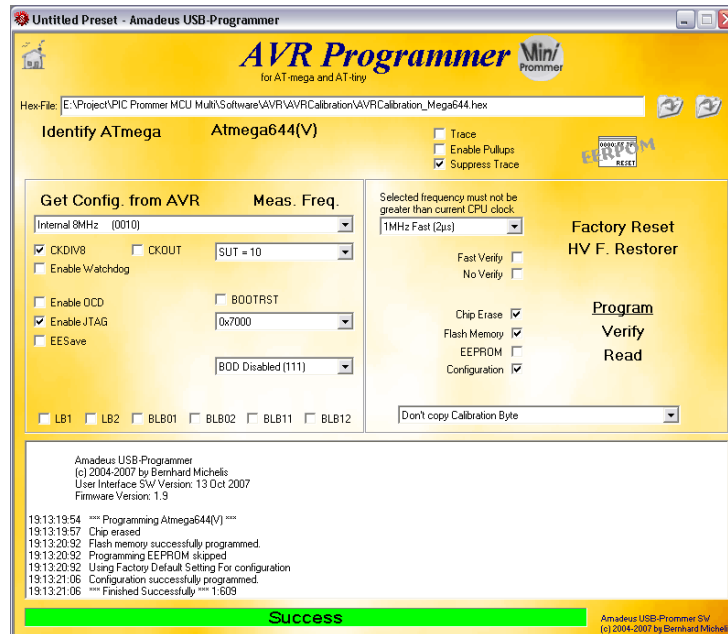 Untitled Preset - Amadeus USB-Programmer
AVR Programmer
Mini
Prommer
for AT-mega and AT-tiny
Hex-File: E:\Project\PIC Prommer MCU Multi\Software\AVR\AVRCalibration\AVRCalibration_Mega644.hex
Identify ATmega Atmega644(V)
Trace
Enable Pullups
Suppress Trace
EERPOM
RESET
Get Config. from AVR Meas. Freq.
Internal 8MHz (0010)
CKDIV8 CKOUT SUT = 10
Enable Watchdog
Enable OCD BOOTRST
Enable JTAG 0x7000
EESave
BOD Disabled (111)
LB1 LB2 BLB01 BLB02 BLB11 BLB12
Selected frequency must not be
greater than current CPU clock
1MHz Fast (2µs)
Fast Verify
No Verify
Chip Erase
Flash Memory
EEPROM
Configuration
Factory Reset
HV F. Restorer
Program
Verify
Read
Don't copy Calibration Byte
Amadeus USB-Programmer
(c) 2004-2007 by Bernhard Michelis
User Interface SW Version: 13 Oct 2007
Firmware Version: 1.9
19:13:19:54 *** Programming Atmega644(V) ***
19:13:19:57 Chip erased
19:13:20:92 Flash memory successfully programmed.
19:13:20:92 Programming EEPROM skipped
19:13:20:92 Using Factory Default Setting For configuration
19:13:21:06 Configuration successfully programmed.
19:13:21:06 *** Finished Successfully *** 1:609
Success
Amadeus USB-Prommer SW
(c) 2004-2007 by Bernhard Micheli